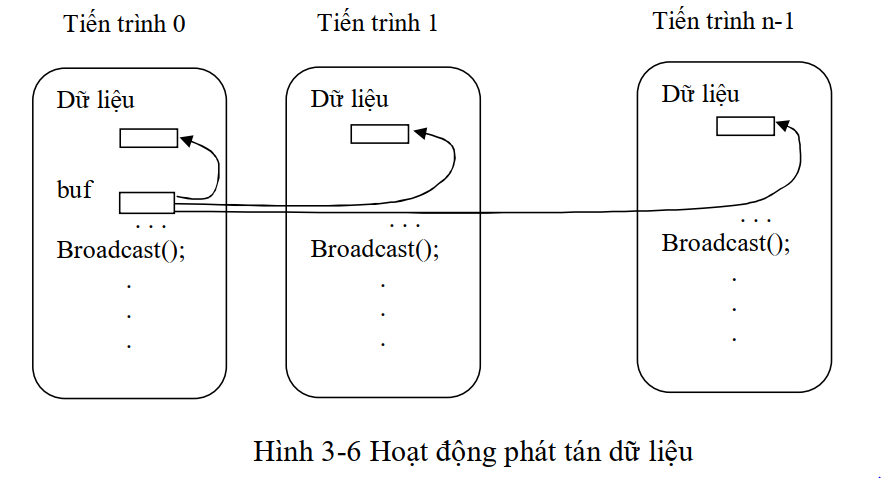 Tiến trình 0
Tiến trình 1
Tiến trình n-1
Dữ liệu
buf
. . .
Broadcast();
.
.
.
Dữ liệu
. . .
Broadcast();
.
.
.
Dữ liệu
. . .
Broadcast();
.
.
.
Hình 3-6 Hoạt động phát tán dữ liệu